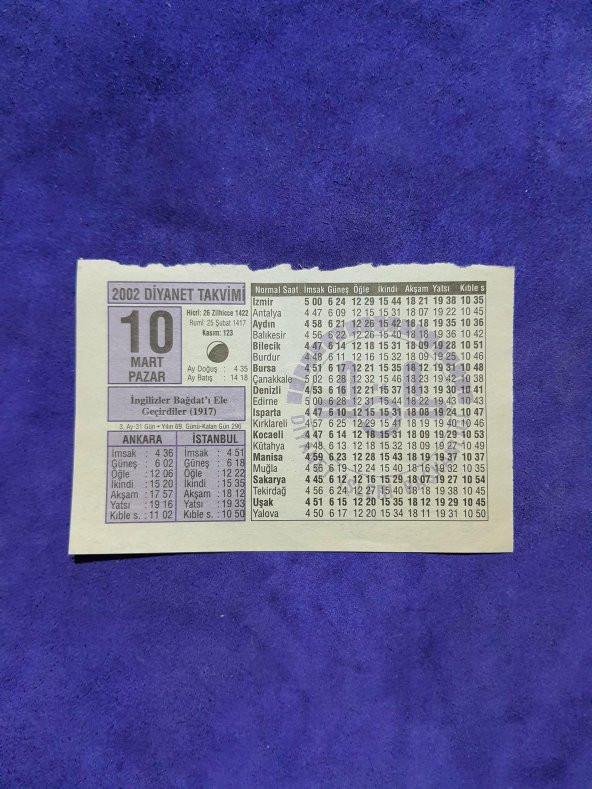 2002 DİYANET TAKVİMİ
10
MART
PAZAR
Hicri: 26 Zilhicce 1422
Rumi: 25 Şubat 1417
Kasım: 123
Ay Doğuş : 4 35
Ay Batış : 14 18
İngilizler Bağdat'ı Ele
Geçirdiler (1917)
3. Ay-31 Gün • Yılın 69. Günü-Kalan Gün 296
ANKARA
İmsak : 4 36
Güneş : 6 02
Öğle : 12 06
İkindi : 15 20
Akşam : 17 57
Yatsı : 19 16
Kıble s. : 11 02
İSTANBUL
İmsak : 4 51
Güneş : 6 18
Öğle : 12 22
İkindi : 15 35
Akşam : 18 12
Yatsı : 19 33
Kıble s. : 10 50
Normal Saat İmsak Güneş Öğle İkindi Akşam Yatsı Kıble s
İzmir 5 00 6 24 12 29 15 44 18 21 19 38 10 35
Antalya 4 47 6 09 12 15 15 31 18 07 19 22 10 45
Aydın 4 58 6 21 12 26 15 42 18 18 19 35 10 36
Balıkesir 4 56 6 22 12 26 15 40 18 18 19 36 10 42
Bilecik 4 47 6 14 12 18 15 31 18 09 19 28 10 51
Burdur 4 48 6 11 12 16 15 32 18 09 19 25 10 46
Bursa 4 51 6 17 12 21 15 35 18 12 19 31 10 48
Çanakkale 5 02 6 28 12 32 15 46 18 23 19 42 10 38
Denizli 4 53 6 16 12 21 15 37 18 13 19 30 10 41
Edirne 5 00 6 28 12 31 15 44 18 22 19 43 10 40
Isparta 4 47 6 10 12 15 15 31 18 08 19 24 10 47
Kırklareli 4 57 6 25 12 29 15 41 18 19 19 40 10 46
Kocaeli 4 47 6 14 12 18 15 31 18 09 19 29 10 53
Kütahya 4 48 6 13 12 18 15 32 18 10 19 28 10 49
Manisa 4 59 6 23 12 28 15 43 18 19 19 37 10 37
Muğla 4 55 6 18 12 23 15 39 18 16 19 31 10 36
Sakarya 4 45 6 12 12 16 15 29 18 07 19 27 10 54
Tekirdağ 4 56 6 24 12 27 15 40 18 18 19 38 10 45
Uşak 4 51 6 15 12 20 15 35 18 12 19 29 10 45
Yalova 4 50 6 17 12 21 15 34 18 11 19 31 10 50